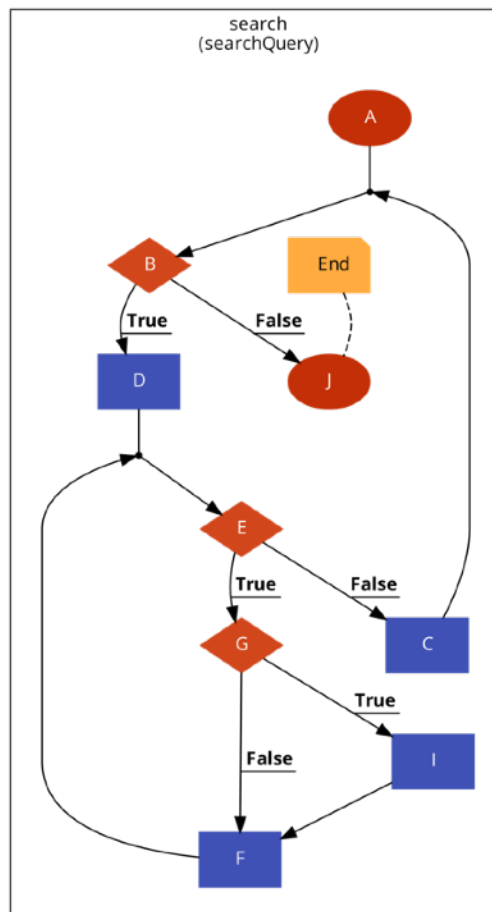 search
(searchQuery)
A
B
End
True
False
D
J
E
True
False
G
C
True
False
I
F